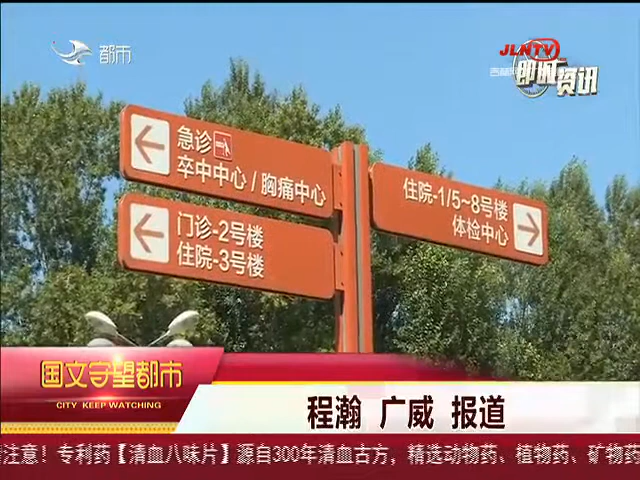 都市
JLNTV
即时资讯
急诊
卒中中心 / 胸痛中心
门诊-2号楼
住院-3号楼
住院-1/5~8号楼
体检中心
国文守望都市
CITY KEEP WATCHING
程瀚 广威 报道
注意！专利药【清血八味片】源自300年清血古方，精选动物药、植物药、矿物药